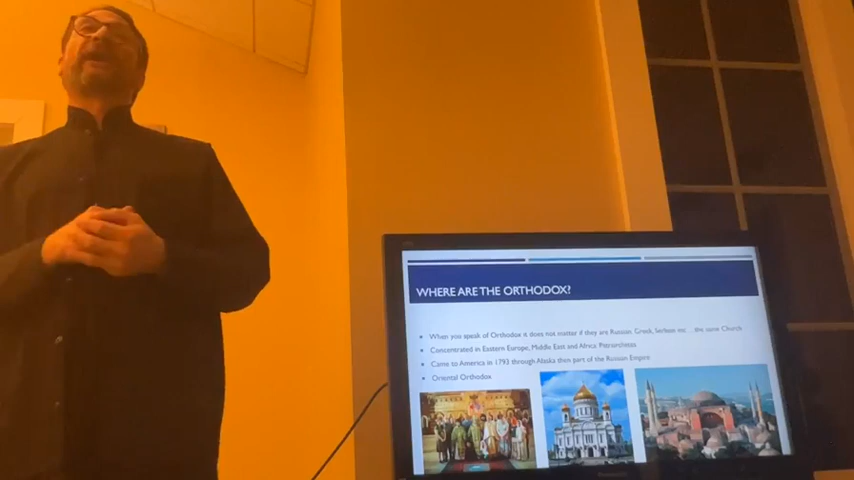 WHERE ARE THE ORTHODOX?
When you speak of Orthodox it does not matter if they are Russian, Greek, Serbian etc… the same Church
Concentrated in Eastern Europe, Middle East and Africa Patriarchates
Came to America in 1793 through Alaska then part of the Russian Empire
Oriental Orthodox